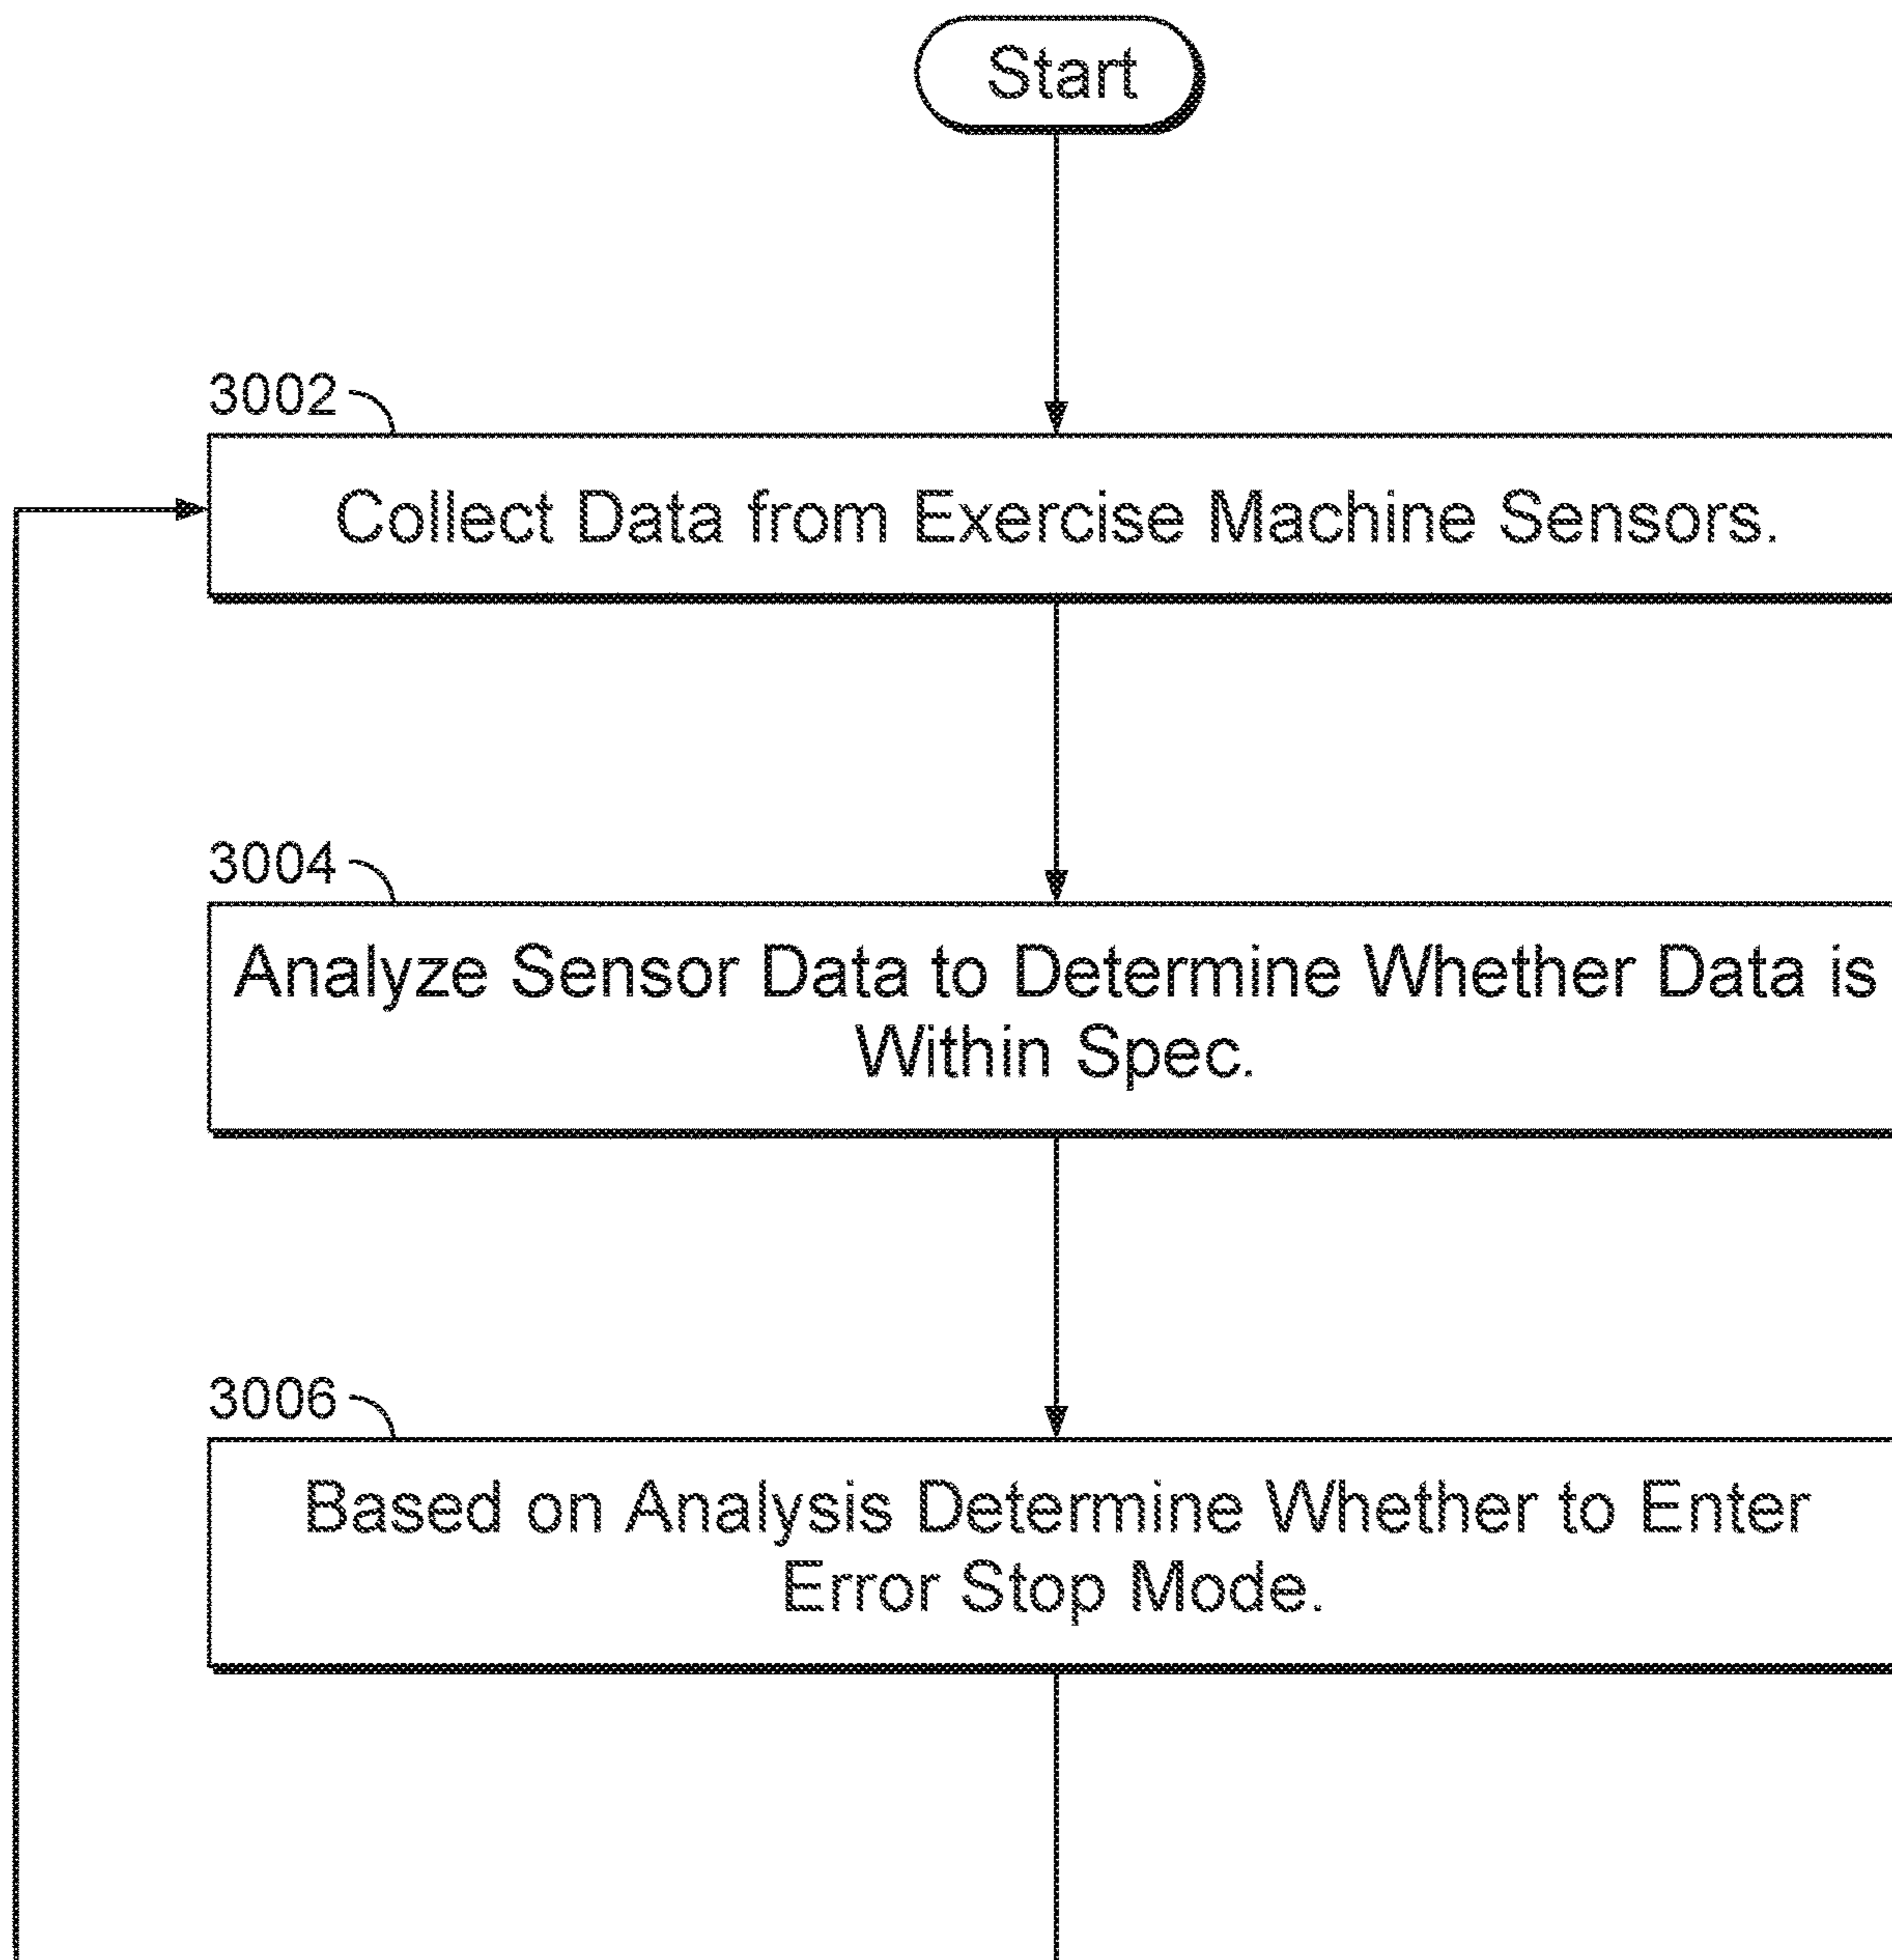 Start
3002
Collect Data from Exercise Machine Sensors.
3004
Analyze Sensor Data to Determine Whether Data is
Within Spec.
3006
Based on Analysis Determine Whether to Enter
Error Stop Mode.